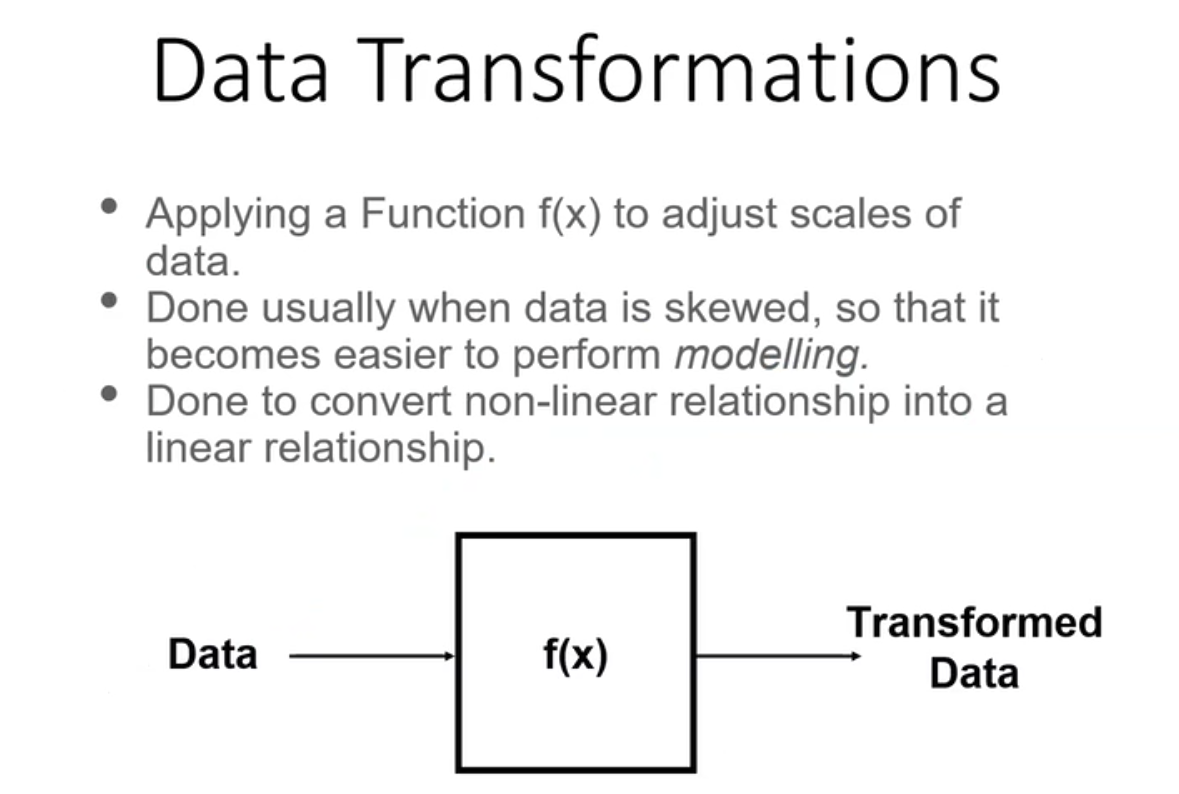 Data Transformations
• Applying a Function f(x) to adjust scales of
data.
• Done usually when data is skewed, so that it
becomes easier to perform modelling.
• Done to convert non-linear relationship into a
linear relationship.
Data
f(x)
Transformed
Data